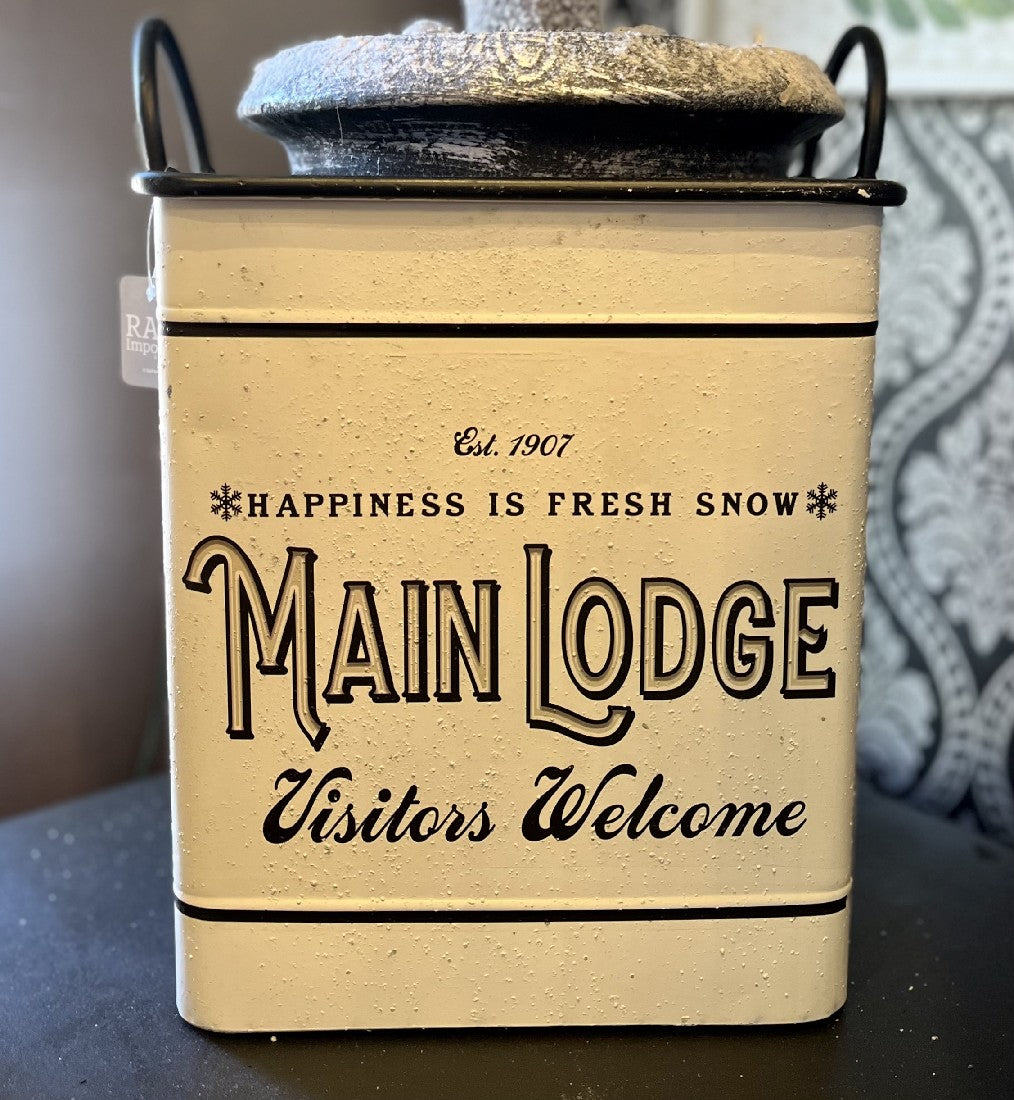 Est. 1907
HAPPINESS IS FRESH SNOW
MAIN LODGE
Visitors Welcome